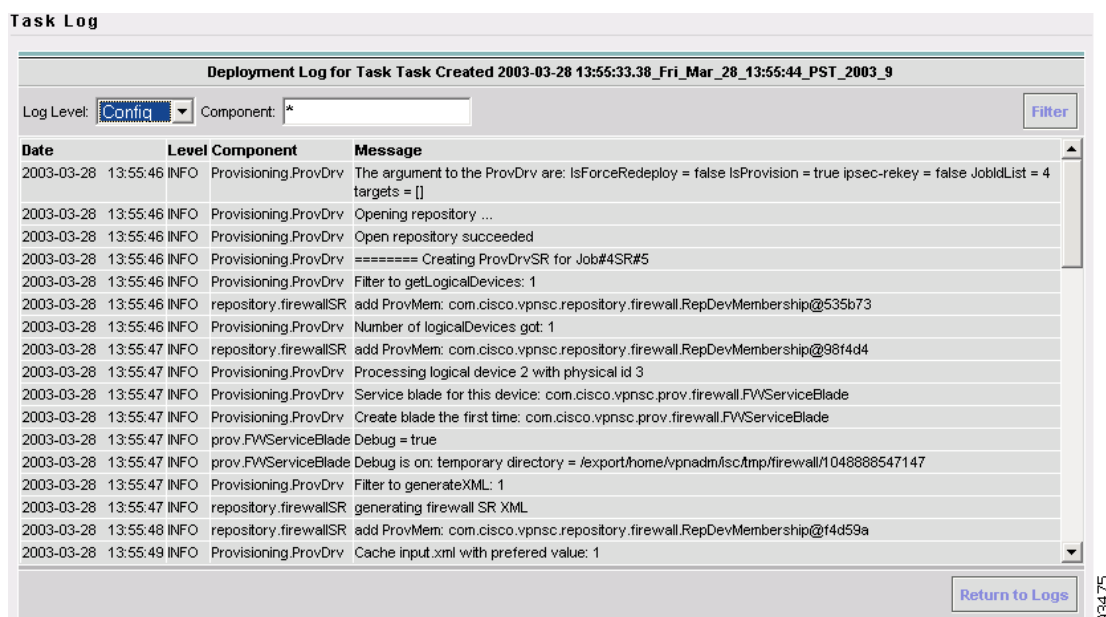 Task Log
Deployment Log for Task Task Created 2003-03-28 13:55:33.38_Fri_Mar_28_13:55:44_PST_2003_9
Log Level: Config Component: * Filter
Date Level Component Message
2003-03-28 13:55:46 INFO Provisioning.ProvDrv The argument to the ProvDrv are: IsForceRedeploy = false IsProvision = true ipsec-rekey = false JobIdList = 4
targets = []
2003-03-28 13:55:46 INFO Provisioning.ProvDrv Opening repository ...
2003-03-28 13:55:46 INFO Provisioning.ProvDrv Open repository succeeded
2003-03-28 13:55:46 INFO Provisioning.ProvDrv ======== Creating ProvDrvSR for Job#4SR#5
2003-03-28 13:55:46 INFO Provisioning.ProvDrv Filter to getLogicalDevices: 1
2003-03-28 13:55:46 INFO repository.firewallSR add ProvMem: com.cisco.vpnsc.repository.firewall.RepDevMembership@535b73
2003-03-28 13:55:46 INFO Provisioning.ProvDrv Number of logicalDevices got: 1
2003-03-28 13:55:47 INFO repository.firewallSR add ProvMem: com.cisco.vpnsc.repository.firewall.RepDevMembership@98f4d4
2003-03-28 13:55:47 INFO Provisioning.ProvDrv Processing logical device 2 with physical id 3
2003-03-28 13:55:47 INFO Provisioning.ProvDrv Service blade for this device: com.cisco.vpnsc.prov.firewall.FWServiceBlade
2003-03-28 13:55:47 INFO Provisioning.ProvDrv Create blade the first time: com.cisco.vpnsc.prov.firewall.FWServiceBlade
2003-03-28 13:55:47 INFO prov.FWServiceBlade Debug = true
2003-03-28 13:55:47 INFO prov.FWServiceBlade Debug is on: temporary directory = /export/home/vpnadm/isc/tmp/firewall/1048888547147
2003-03-28 13:55:47 INFO Provisioning.ProvDrv Filter to generateXML: 1
2003-03-28 13:55:47 INFO repository.firewallSR generating firewall SR XML
2003-03-28 13:55:48 INFO repository.firewallSR add ProvMem: com.cisco.vpnsc.repository.firewall.RepDevMembership@f4d59a
2003-03-28 13:55:49 INFO Provisioning.ProvDrv Cache input.xml with prefered value: 1
Return to Logs